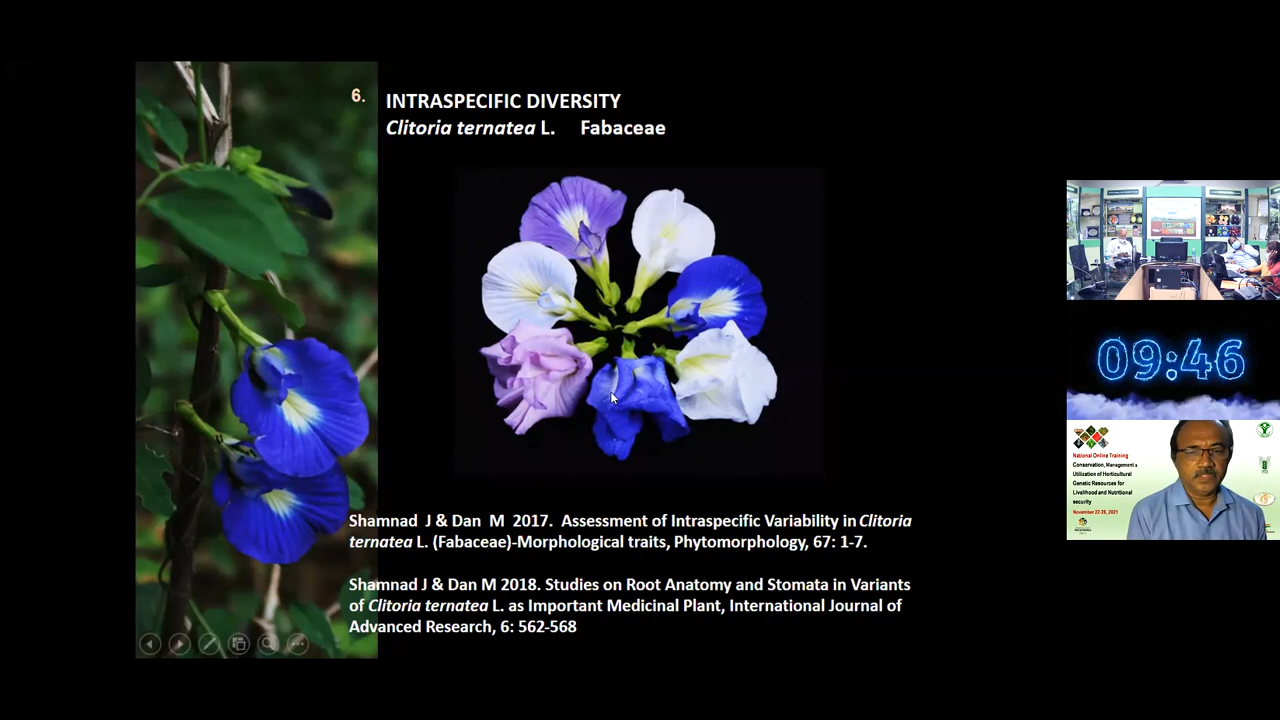 6.
INTRASPECIFIC DIVERSITY
Clitoria ternatea L. Fabaceae
Shamnad J & Dan M 2017. Assessment of Intraspecific Variability in Clitoria
ternatea L. (Fabaceae)-Morphological traits, Phytomorphology, 67: 1-7.
Shamnad J & Dan M 2018. Studies on Root Anatomy and Stomata in Variants
of Clitoria ternatea L. as Important Medicinal Plant, International Journal of
Advanced Research, 6: 562-568
09:46
National Online Training
Conservation, Management &
Utilization of Horticultural
Genetic Resources for
Livelihood and Nutritional
security
November 22-26, 2021